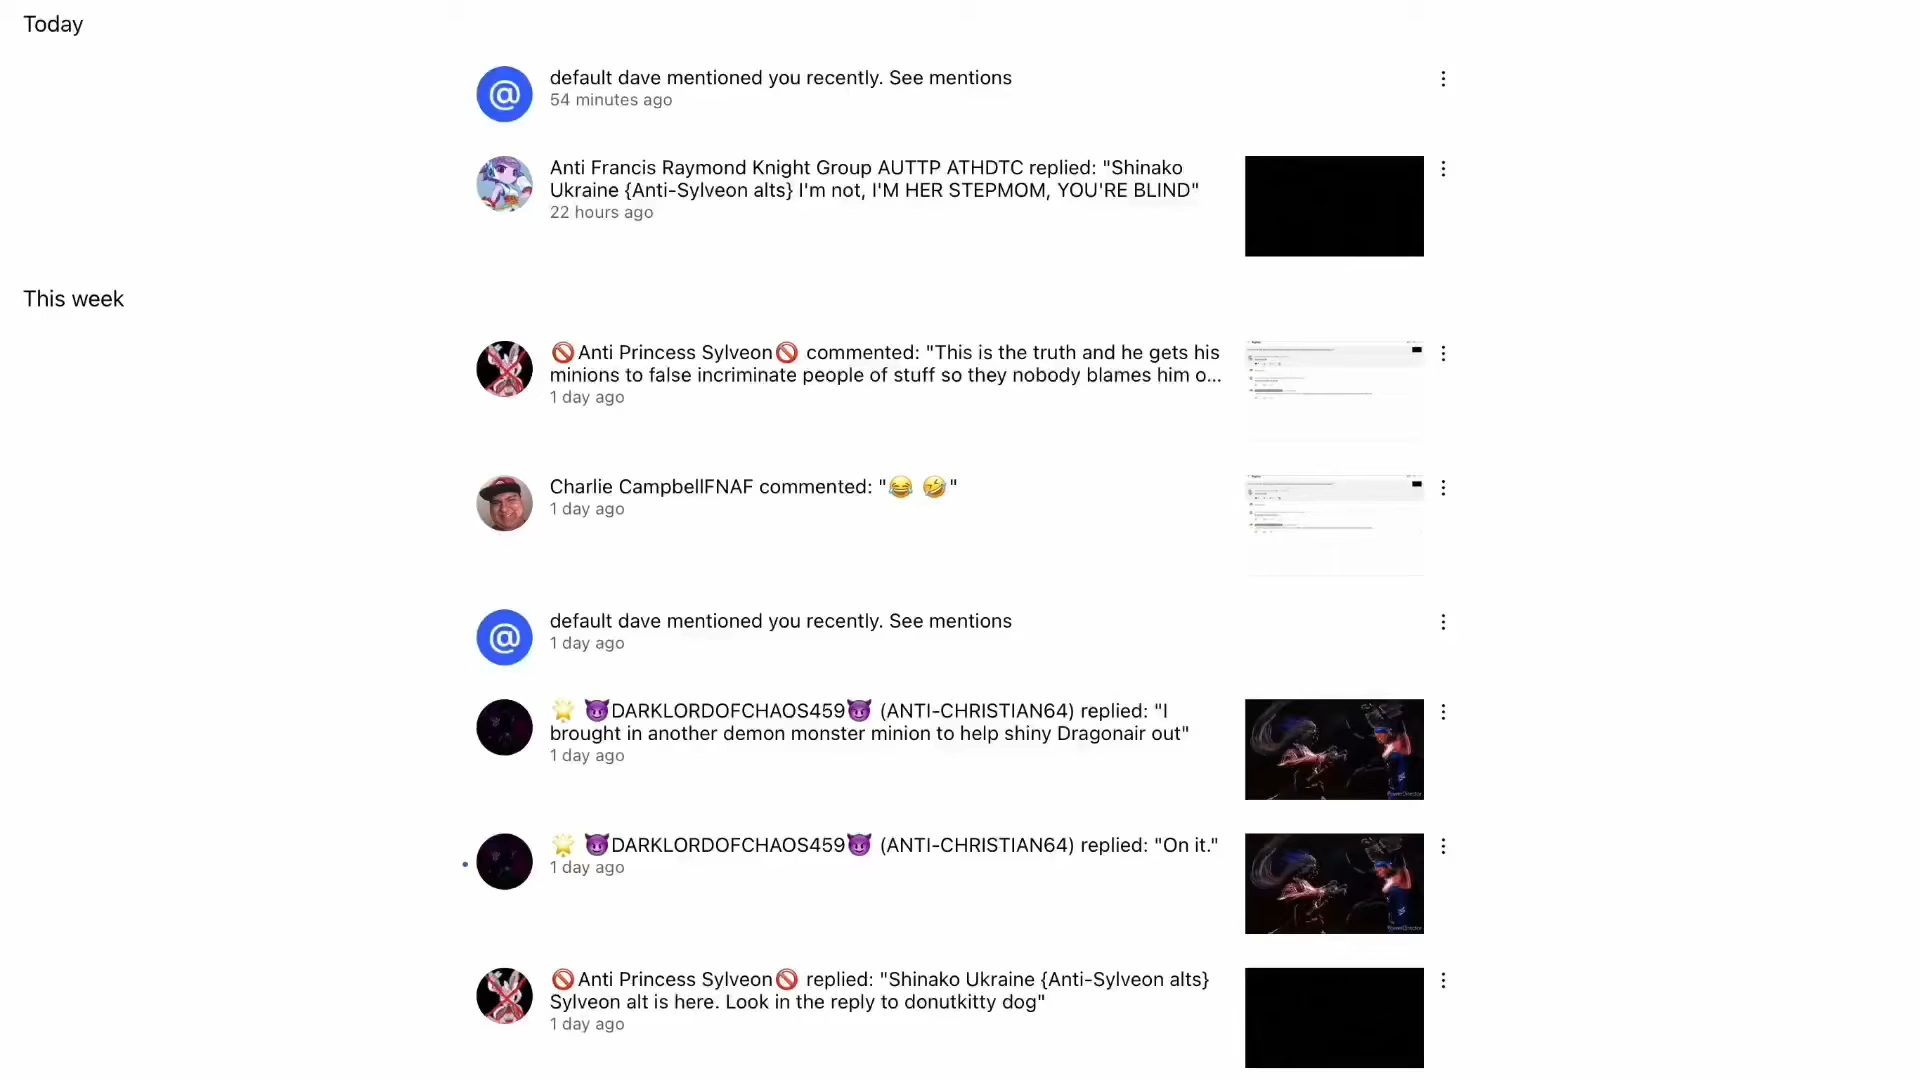 Today
default dave mentioned you recently. See mentions
54 minutes ago
Anti Francis Raymond Knight Group AUTTP ATHDTC replied: "Shinako
Ukraine {Anti-Sylveon alts} I'm not, I'M HER STEPMOM, YOU'RE BLIND"
22 hours ago
This week
🚫Anti Princess Sylveon🚫 commented: "This is the truth and he gets his
minions to false incriminate people of stuff so they nobody blames him o...
1 day ago
Charlie CampbellFNAF commented: "😂 🤣"
1 day ago
default dave mentioned you recently. See mentions
1 day ago
🌟 😈DARKLORDOFCHAOS459😈 (ANTI-CHRISTIAN64) replied: "I
brought in another demon monster minion to help shiny Dragonair out"
1 day ago
PowerDirector
🌟 😈DARKLORDOFCHAOS459😈 (ANTI-CHRISTIAN64) replied: "On it."
1 day ago
PowerDirector
🚫Anti Princess Sylveon🚫 replied: "Shinako Ukraine {Anti-Sylveon alts}
Sylveon alt is here. Look in the reply to donutkitty dog"
1 day ago